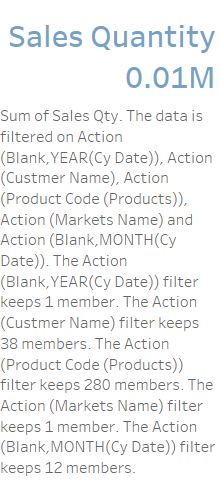 Sales Quantity
0.01M
Sum of Sales Qty. The data is
filtered on Action
(Blank,YEAR(Cy Date)), Action
(Custmer Name), Action
(Product Code (Products)),
Action (Markets Name) and
Action (Blank,MONTH(Cy
Date)). The Action
(Blank,YEAR(Cy Date)) filter
keeps 1 member. The Action
(Custmer Name) filter keeps
38 members. The Action
(Product Code (Products))
filter keeps 280 members. The
Action (Markets Name) filter
keeps 1 member. The Action
(Blank,MONTH(Cy Date)) filter
keeps 12 members.